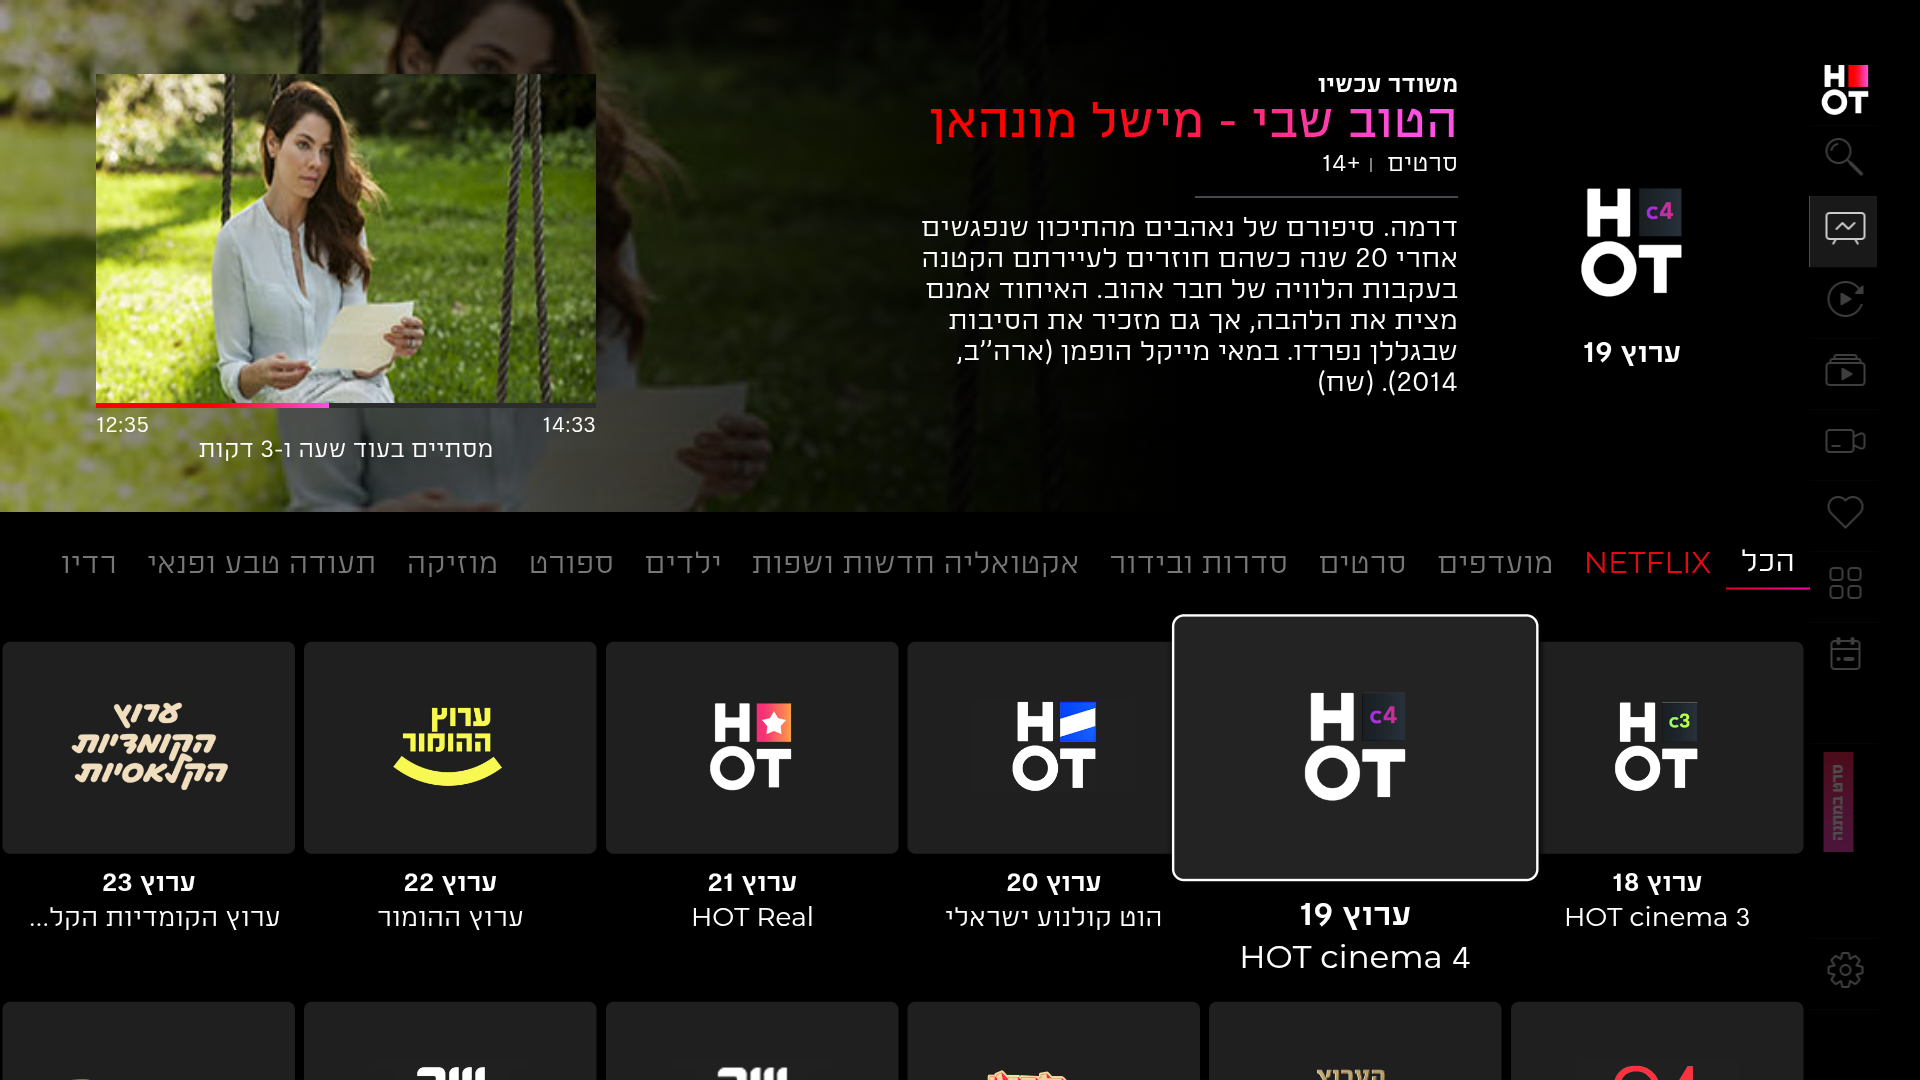 משודר עכשיו
הטוב שבי - מישל מונהאן
סרטים | 14+
דרמה. סיפורם של נאהבים מהתיכון שנפגשים
אחרי 20 שנה כשהם חוזרים לעיירתם הקטנה
בעקבות הלוויה של חבר אהוב. האיחוד אמנם
מצית את הלהבה, אך גם מזכיר את הסיבות
שבגללן נפרדו. במאי מייקל הופמן (ארה"ב,
2014). (שח)
HOT c4
ערוץ 19
HOT
12:35
14:33
מסתיים בעוד שעה ו-3 דקות
הכל
NETFLIX
מועדפים
סרטים
סדרות ובידור
אקטואליה חדשות ושפות
ילדים
ספורט
מוזיקה
תעודה טבע ופנאי
רדיו
סרט במתנה
HOT c3
ערוץ 18
HOT cinema 3
HOT c4
ערוץ 19
HOT cinema 4
HOT
ערוץ 20
הוט קולנוע ישראלי
HOT
ערוץ 21
HOT Real
ערוץ
ההומור
ערוץ 22
ערוץ ההומור
ערוץ
הקומדיות
הקלאסיות
ערוץ 23
ערוץ הקומדיות הקל...
הערוץ